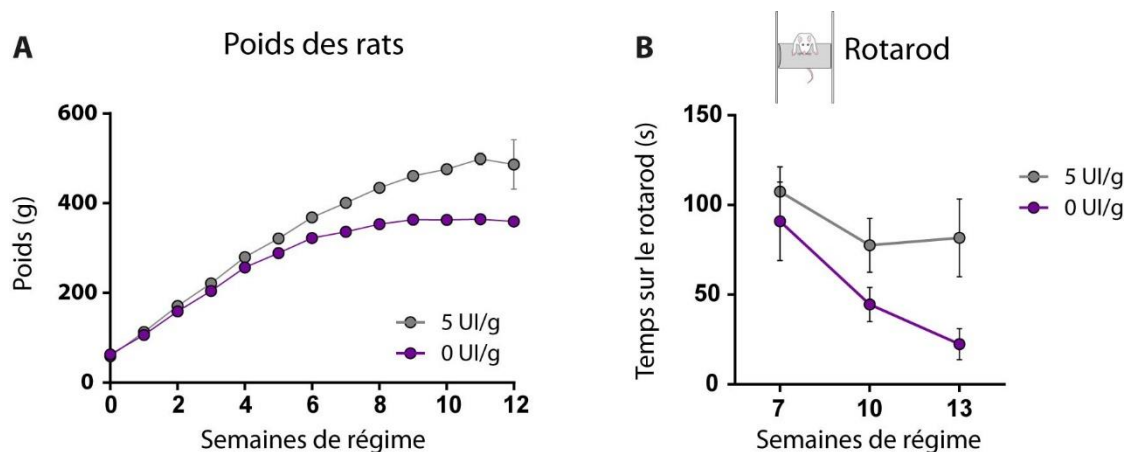 A
Poids des rats
Poids (g)
600
400
200
0
0 2 4 6 8 10 12
Semaines de régime
5 UI/g
0 UI/g
B
Rotarod
Temps sur le rotarod (s)
150
100
50
0
7 10 13
Semaines de régime
5 UI/g
0 UI/g